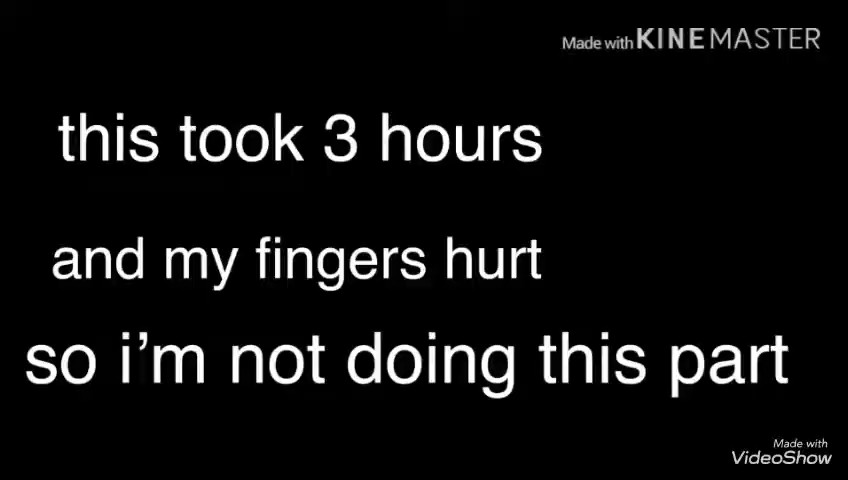 Made with KINEMASTER
this took 3 hours
and my fingers hurt
so i’m not doing this part
Made with
VideoShow